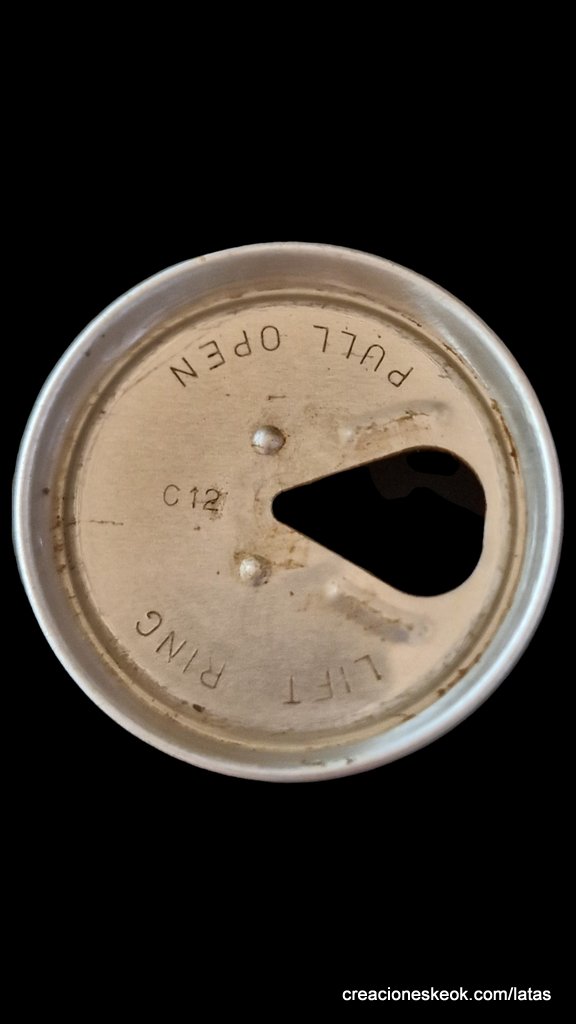 LIFT RING
PULL OPEN
C12
creacioneskeok.com/latas